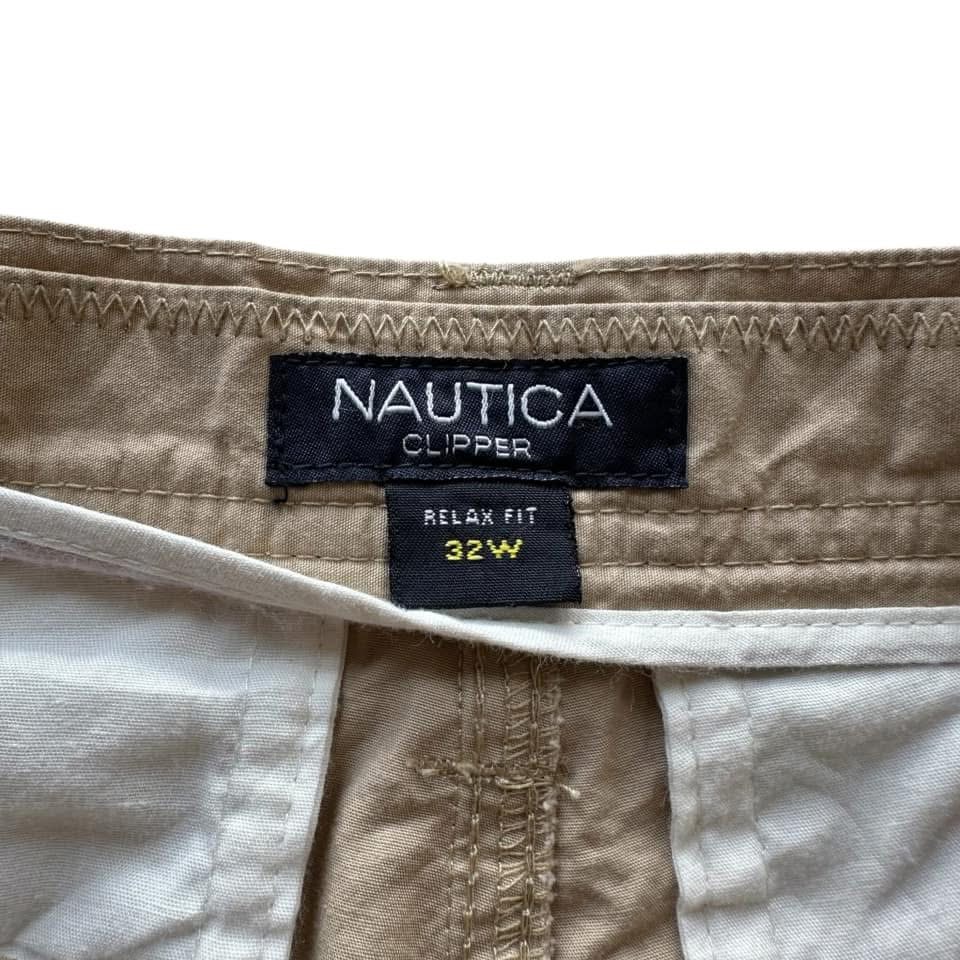 NAUTICA
CLIPPER
RELAX FIT
32W